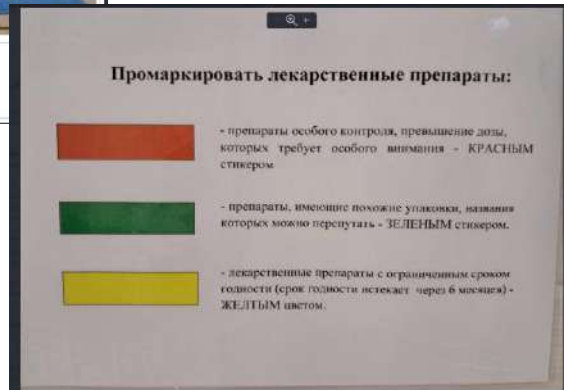 Промаркировать лекарственные препараты:
- препараты особого контроля, превышение дозы,
которых требует особого внимания - КРАСНЫМ
стикером
- препараты, имеющие похожие упаковки, названия
которых можно перепутать - ЗЕЛЕНЫМ стикером.
- лекарственные препараты с ограниченным сроком
годности (срок годности истекает через 6 месяцев) -
ЖЕЛТЫМ цветом.